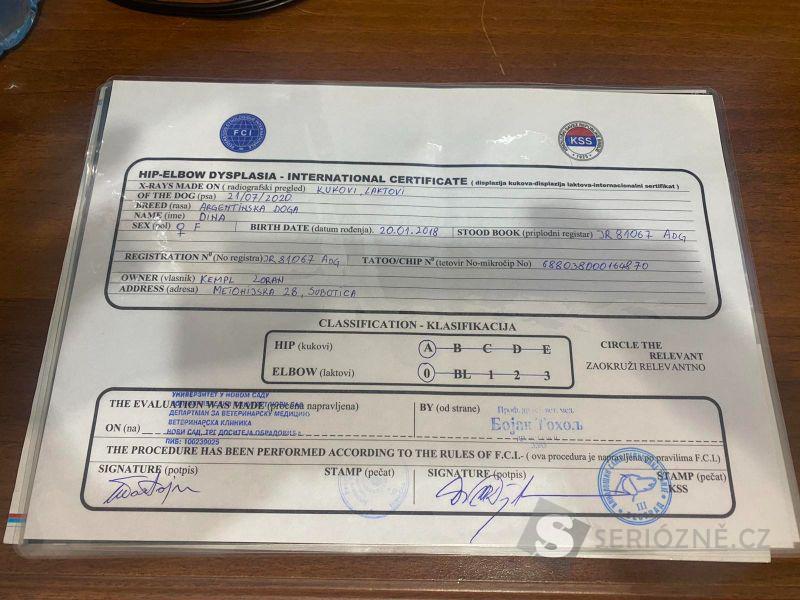 FCI
KSS
1925
HIP-ELBOW DYSPLASIA - INTERNATIONAL CERTIFICATE ( displazija kukova-displazija laktova-internacionalni sertifikat )
X-RAYS MADE ON ( radiografski pregled) KUKOVI, LAKTOVI
OF THE DOG (psa) 21/07/2020
BREED (rasa) ARGENTINSKA DOGA
NAME (ime) DINA
SEX (pol) ♀ F BIRTH DATE (datum rođenja). 20.01.2018 STOOD BOOK (priplodni registar) JR 81067 ADG
REGISTRATION Nº (No registra) JR 81067 ADG TATOO/CHIP Nº (tetovir No-mikročip No) 688038000164870
OWNER (vlasnik) KEMPL ZORAN
ADDRESS (adresa) METOHIJSKA 28, SUBOTICA
CLASSIFICATION - KLASIFIKACIJA
HIP (kukovi) A B C D E
ELBOW (laktovi) 0 BL 1 2 3
CIRCLE THE
RELEVANT
ZAOKRUŽI RELEVANTNO
УНИВЕРЗИТЕТ У НОВОМ САДУ
THE EVALUATION WAS MADE (procena napravljena)
ДЕПАРТМАН ЗА ВЕТЕРИНАРСКУ МЕДИЦИНУ
ВЕТЕРИНАРСКА КЛИНИКА
ON (na)
НОВИ САД, ТРГ ДОСИТЕЈА ОБРАДОВИЋА
ПИБ: 100239025
BY (od strane)
Бојан Тохољ
THE PROCEDURE HAS BEEN PERFORMED ACCORDING TO THE RULES OF F.C.I.- ( ova procedura je napravljena po pravilima F.C.I.)
SIGNATURE (potpis) STAMP (pečat) SIGNATURE (potpis) STAMP (pečat)
KSS
III
БЕОГРАД
S SERIÓZNĚ.CZ